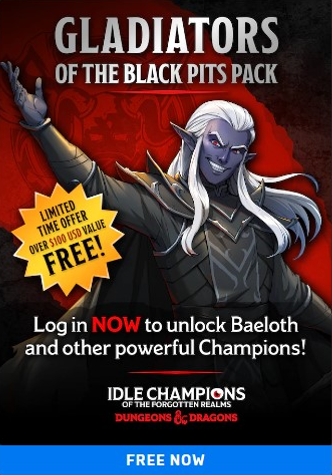 GLADIATORS
OF THE BLACK PITS PACK
LIMITED
TIME OFFER
OVER $100 USD VALUE
FREE!
Log in NOW to unlock Baeloth
and other powerful Champions!
IDLE CHAMPIONS
OF THE FORGOTTEN REALMS
DUNGEONS & DRAGONS
FREE NOW